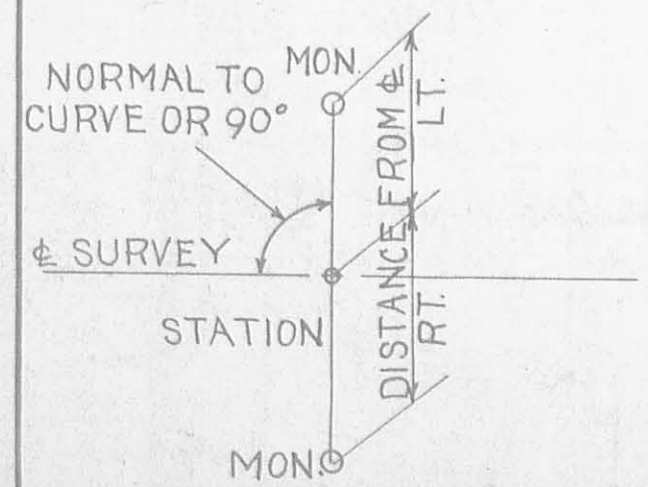 NORMAL TO
CURVE OR 90°
MON.
DISTANCE FROM ℄
LT.
℄ SURVEY
STATION
RT.
MON.